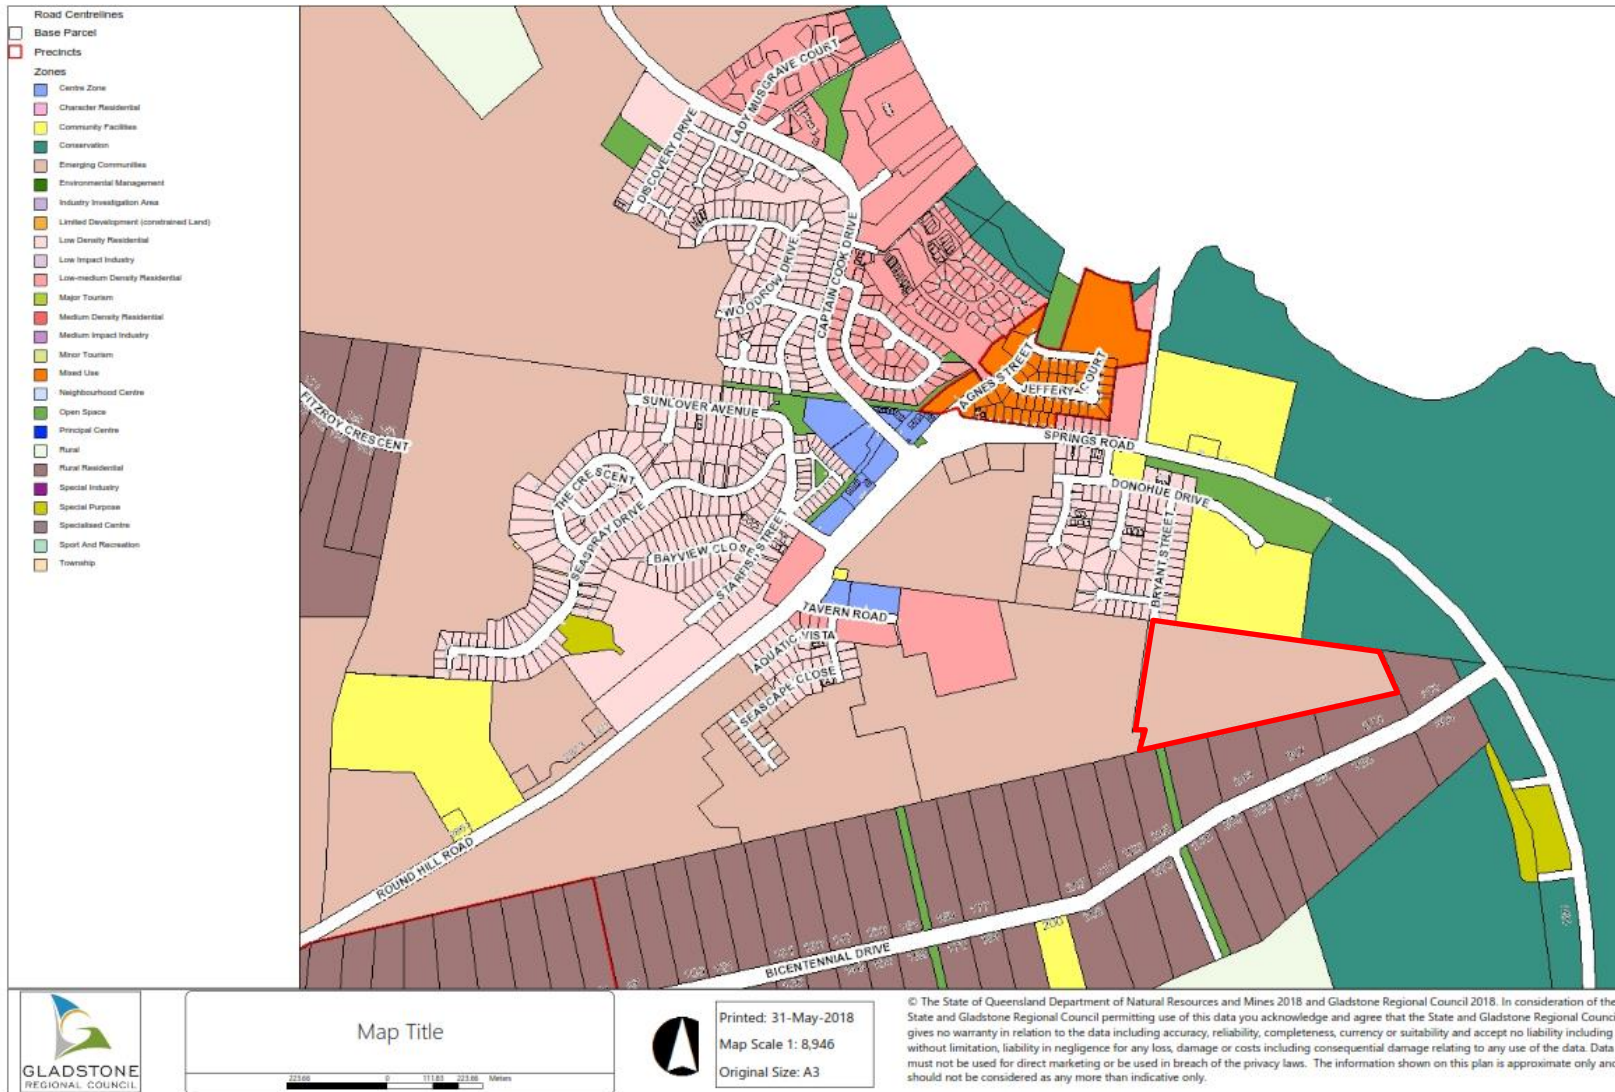 Road Centrelines
Base Parcel
Precincts
Zones
Centre Zone
Character Residential
Community Facilities
Conservation
Emerging Communities
Environmental Management
Industry Investigation Area
Limited Development (constrained Land)
Low Density Residential
Low Impact Industry
Low-medium Density Residential
Major Tourism
Medium Density Residential
Medium Impact Industry
Minor Tourism
Mixed Use
Neighbourhood Centre
Open Space
Principal Centre
Rural
Rural Residential
Special Industry
Special Purpose
Specialised Centre
Sport And Recreation
Township
LADY MUSGRAVE COURT
DISCOVERY DRIVE
WOODROW DRIVE
CAPTAIN COOK DRIVE
AGNES STREET
JEFFERY COURT
FITZROY CRESCENT
SUNLOVER AVENUE
SPRINGS ROAD
THE CRESCENT
DONOHUE DRIVE
SEASPRAY DRIVE
BAYVIEW CLOSE
STARFISH STREET
BRYANT STREET
TAVERN ROAD
AQUATIC VISTA
SEASCAPE CLOSE
ROUND HILL ROAD
200
BICENTENNIAL DRIVE
GLADSTONE
REGIONAL COUNCIL
Map Title
223.66 0 111.83 223.66 Meters
Printed: 31-May-2018
Map Scale 1: 8,946
Original Size: A3
© The State of Queensland Department of Natural Resources and Mines 2018 and Gladstone Regional Council 2018. In consideration of the
State and Gladstone Regional Council permitting use of this data you acknowledge and agree that the State and Gladstone Regional Counci
gives no warranty in relation to the data including accuracy, reliability, completeness, currency or suitability and accept no liability including
without limitation, liability in negligence for any loss, damage or costs including consequential damage relating to any use of the data. Data
must not be used for direct marketing or be used in breach of the privacy laws. The information shown on this plan is approximate only and
should not be considered as any more than indicative only.